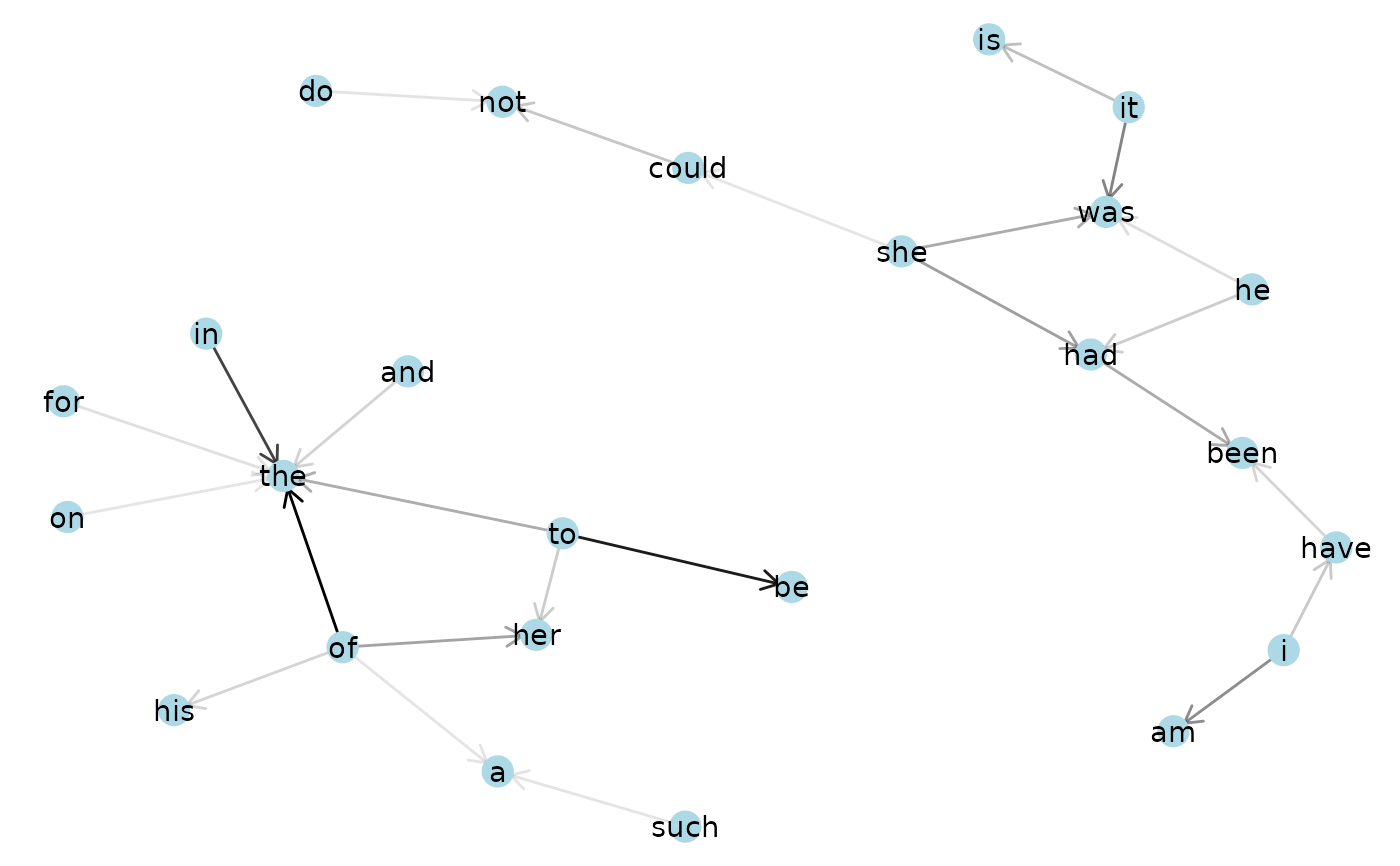 is
do
not
it
could
was
she
he
in
had
and
for
been
the
on
to
have
be
her
of
i
his
am
a
such